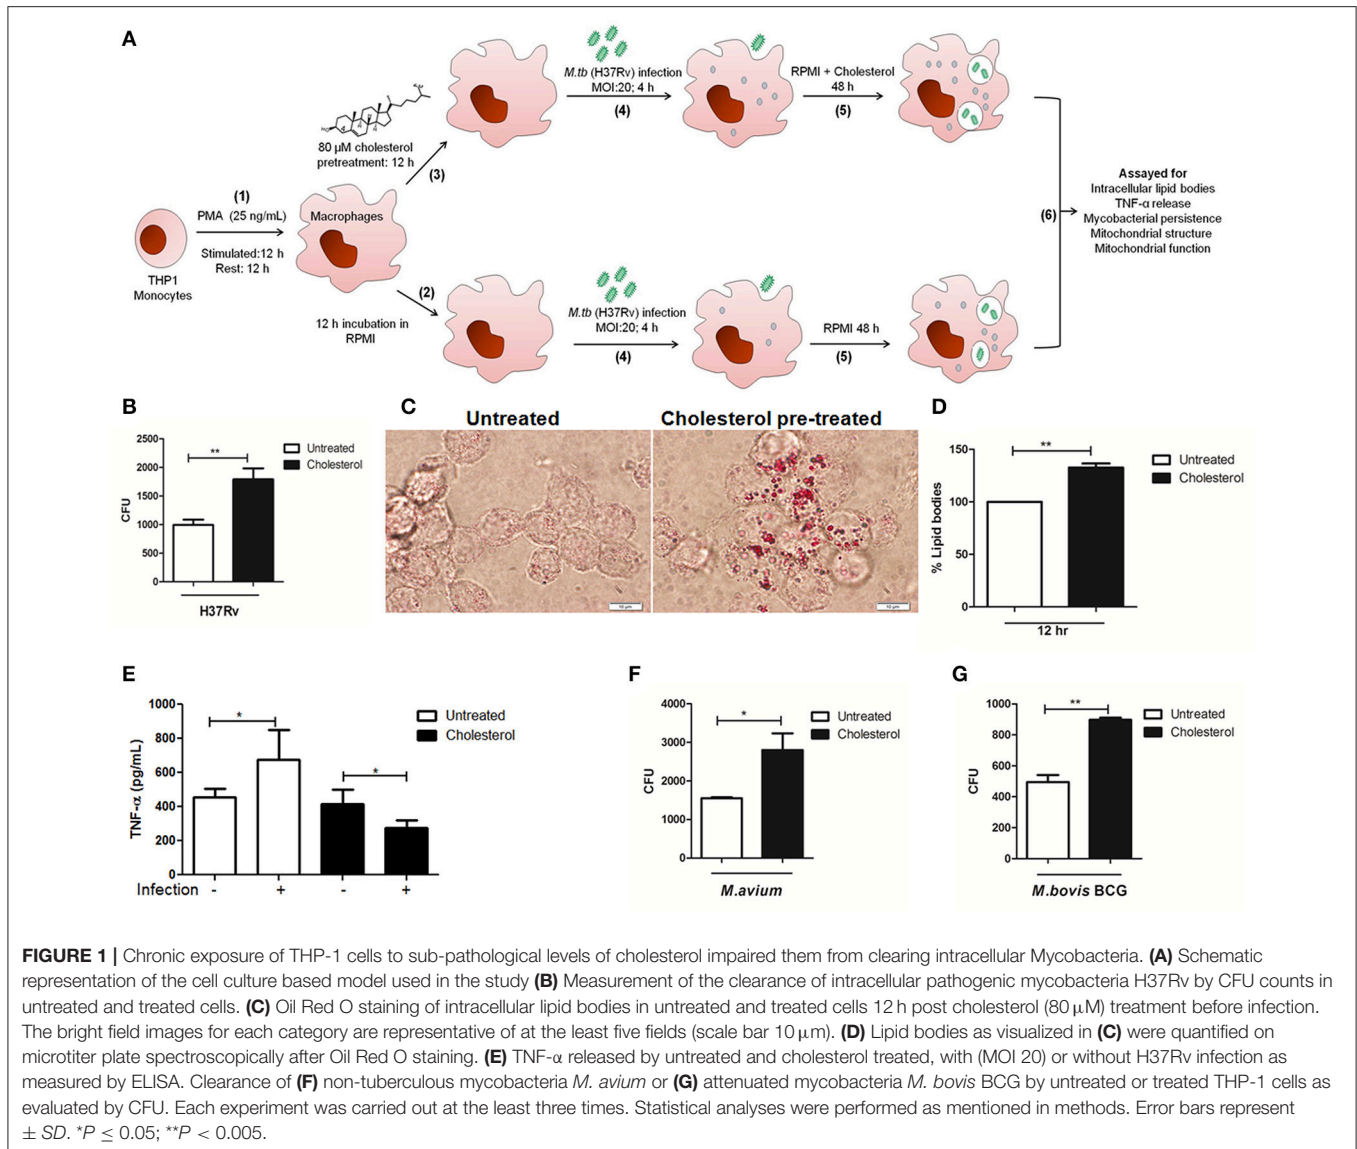 A
M.tb (H37Rv) infection
MOI:20; 4 h
(4)
RPMI + Cholesterol
48 h
(5)
80 µM cholesterol
pretreatment: 12 h
(3)
(1)
PMA (25 ng/mL)
Stimulated:12 h
Rest: 12 h
THP1
Monocytes
Macrophages
(2)
12 h incubation in
RPMI
M.tb (H37Rv) infection
MOI:20; 4 h
(4)
RPMI 48 h
(5)
(6)
Assayed for
Intracellular lipid bodies
TNF-α release
Mycobacterial persistence
Mitochondrial structure
Mitochondrial function
B
2500
2000
1500
1000
500
0
CFU
**
Untreated
Cholesterol
H37Rv
C
Untreated
Cholesterol pre-treated
10 µm
10 µm
D
150
100
50
0
% Lipid bodies
**
Untreated
Cholesterol
12 hr
E
1000
800
600
400
200
0
TNF-α (pg/mL)
*
*
Untreated
Cholesterol
Infection - + - +
F
4000
3000
2000
1000
0
CFU
*
Untreated
Cholesterol
M.avium
G
1000
800
600
400
200
0
CFU
**
Untreated
Cholesterol
M.bovis BCG
FIGURE 1 | Chronic exposure of THP-1 cells to sub-pathological levels of cholesterol impaired them from clearing intracellular Mycobacteria. (A) Schematic
representation of the cell culture based model used in the study (B) Measurement of the clearance of intracellular pathogenic mycobacteria H37Rv by CFU counts in
untreated and treated cells. (C) Oil Red O staining of intracellular lipid bodies in untreated and treated cells 12 h post cholesterol (80 µM) treatment before infection.
The bright field images for each category are representative of at the least five fields (scale bar 10 µm). (D) Lipid bodies as visualized in (C) were quantified on
microtiter plate spectroscopically after Oil Red O staining. (E) TNF-α released by untreated and cholesterol treated, with (MOI 20) or without H37Rv infection as
measured by ELISA. Clearance of (F) non-tuberculous mycobacteria M. avium or (G) attenuated mycobacteria M. bovis BCG by untreated or treated THP-1 cells as
evaluated by CFU. Each experiment was carried out at the least three times. Statistical analyses were performed as mentioned in methods. Error bars represent
± SD. *P ≤ 0.05; **P < 0.005.